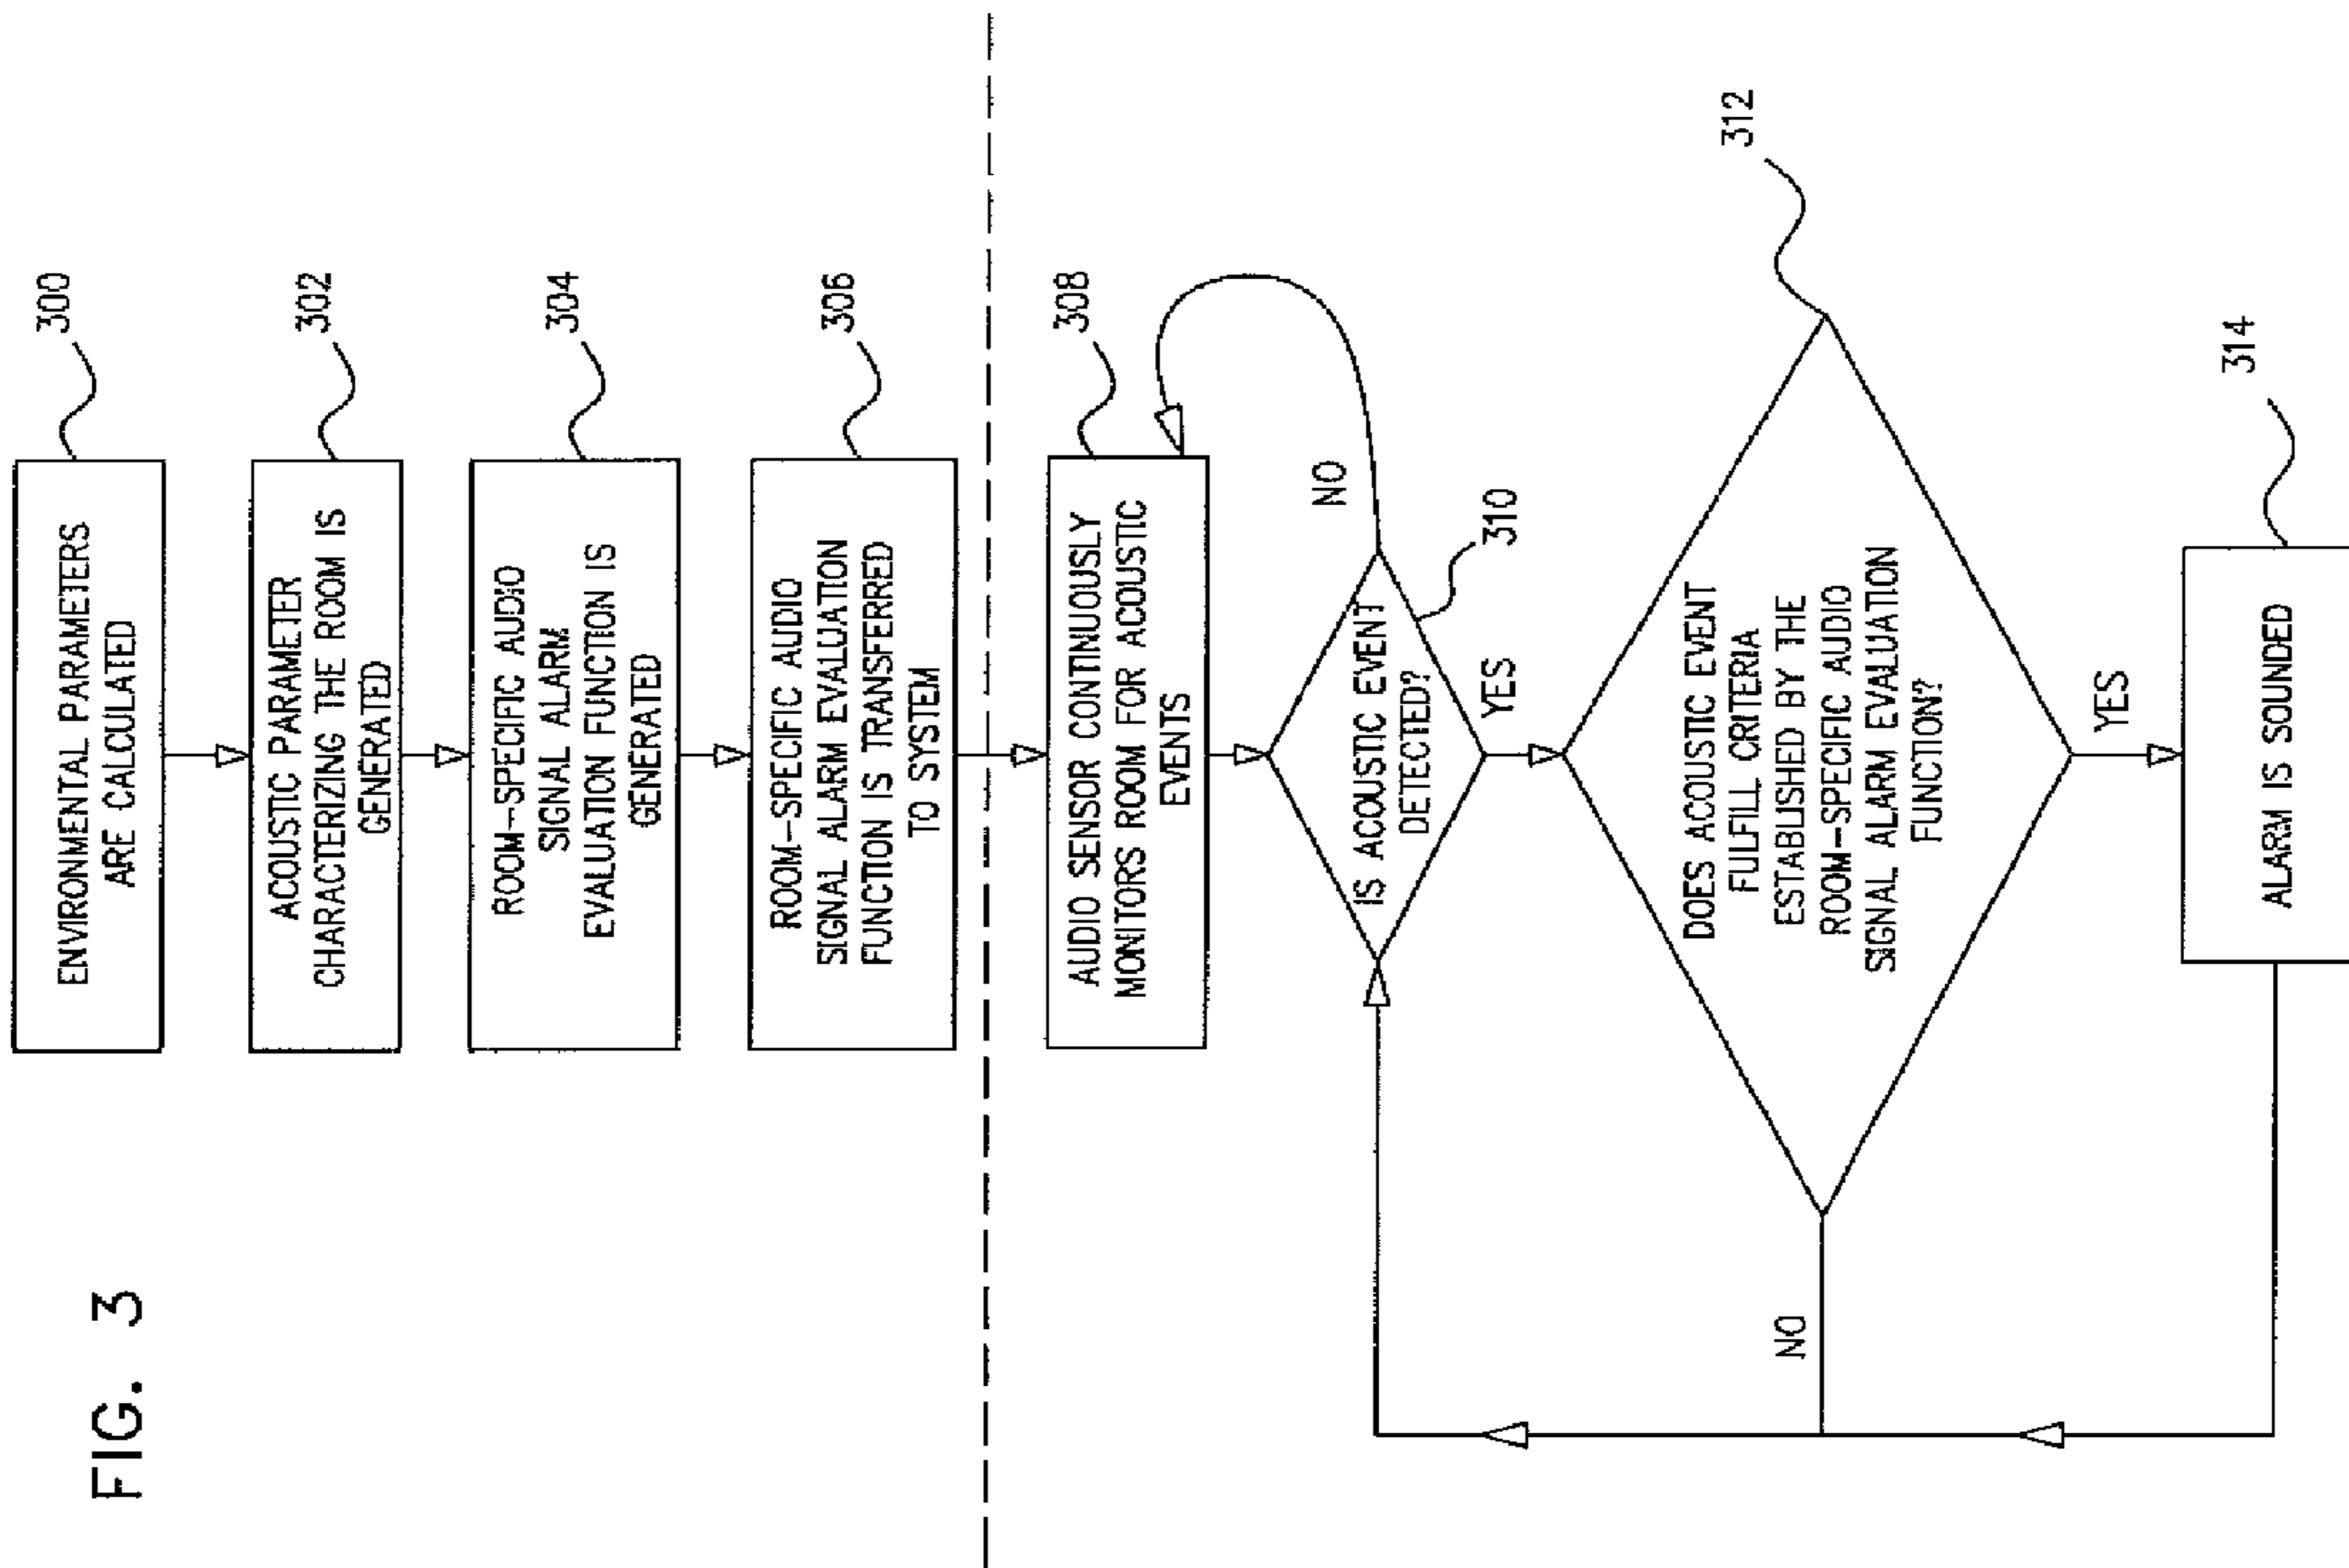 FIG. 3
300
ENVIRONMENTAL PARAMETERS
ARE CALCULATED
302
ACOUSTIC PARAMETER
CHARACTERIZING THE ROOM IS
GENERATED
304
ROOM-SPECIFIC AUDIO
SIGNAL ALARM
EVALUATION FUNCTION IS
GENERATED
306
ROOM-SPECIFIC AUDIO
SIGNAL ALARM EVALUATION
FUNCTION IS TRANSFERRED
TO SYSTEM
308
AUDIO SENSOR CONTINUOUSLY
MONITORS ROOM FOR ACOUSTIC
EVENTS
NO
IS ACOUSTIC EVENT
DETECTED?
310
YES
312
DOES ACOUSTIC EVENT
FULFILL CRITERIA
ESTABLISHED BY THE
ROOM-SPECIFIC AUDIO
SIGNAL ALARM EVALUATION
FUNCTION?
NO
YES
314
ALARM IS SOUNDED